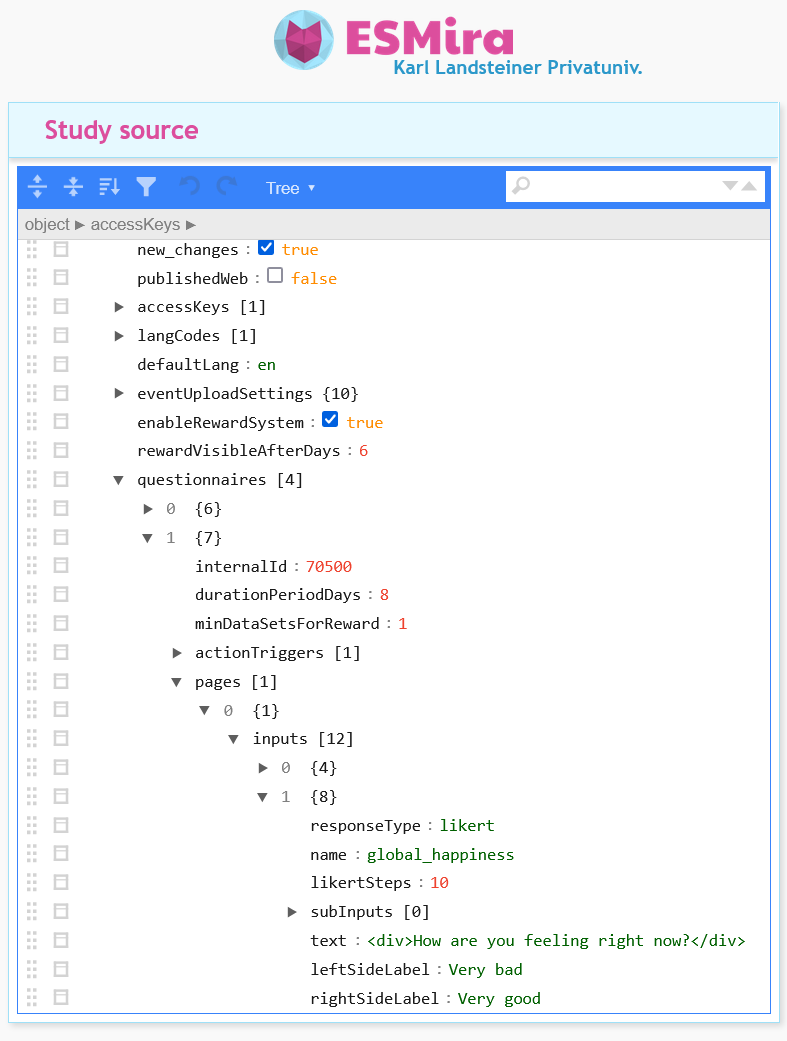 ESMira
Karl Landsteiner Privatuniv.
Study source
Tree ▾
object ► accessKeys ►
new_changes : true
publishedWeb : false
accessKeys [1]
langCodes [1]
defaultLang : en
eventUploadSettings {10}
enableRewardSystem : true
rewardVisibleAfterDays : 6
questionnaires [4]
0 {6}
1 {7}
internalId : 70500
durationPeriodDays : 8
minDataSetsForReward : 1
actionTriggers [1]
pages [1]
0 {1}
inputs [12]
0 {4}
1 {8}
responseType : likert
name : global_happiness
likertSteps : 10
subInputs [0]
text : <div>How are you feeling right now?</div>
leftSideLabel : Very bad
rightSideLabel : Very good